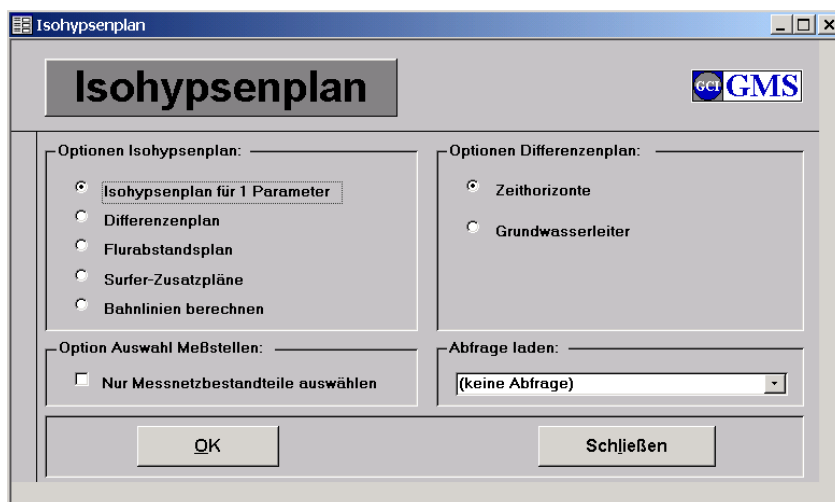 Isohypsenplan
Isohypsenplan
GCI GMS
Optionen Isohypsenplan:
Isohypsenplan für 1 Parameter
Differenzenplan
Flurabstandsplan
Surfer-Zusatzpläne
Bahnlinien berechnen
Optionen Differenzenplan:
Zeithorizonte
Grundwasserleiter
Option Auswahl Meßstellen:
Nur Messnetzbestandteile auswählen
Abfrage laden:
(keine Abfrage)
OK
Schließen